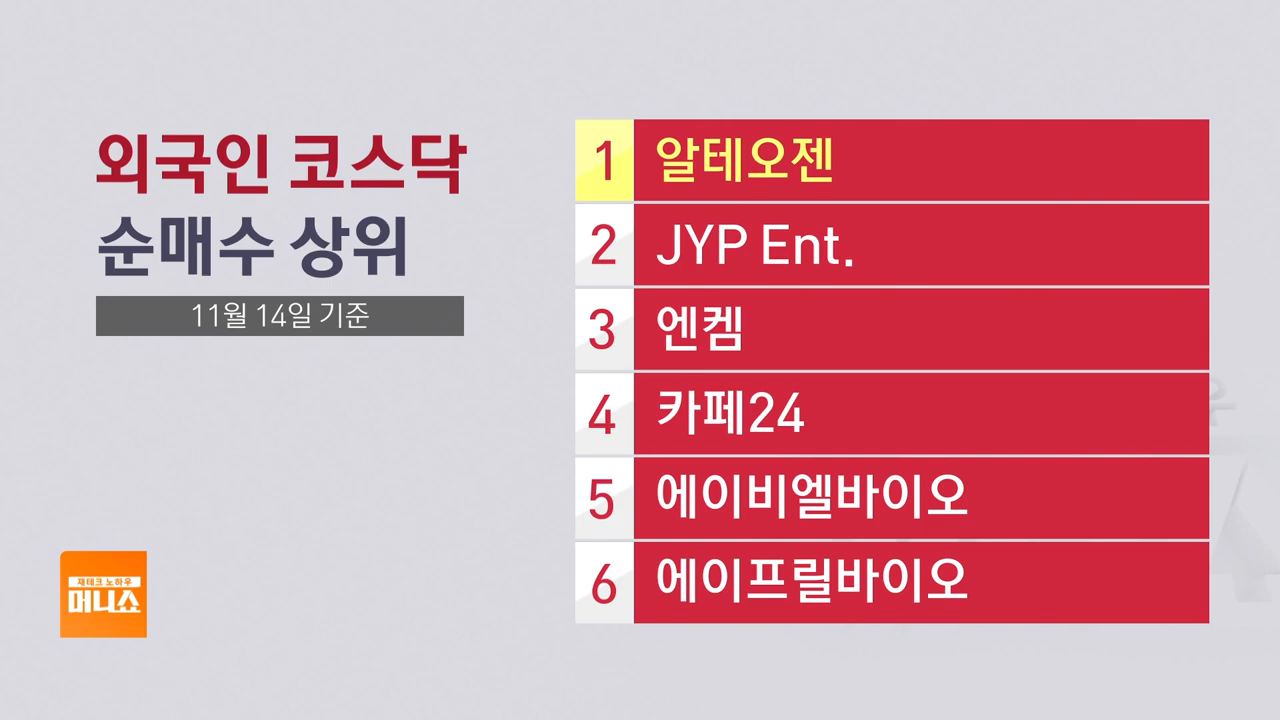 외국인 코스닥
순매수 상위
11월 14일 기준
1 알테오젠
2 JYP Ent.
3 엔켐
4 카페24
5 에이비엘바이오
6 에이프릴바이오
재테크 노하우
머니쇼